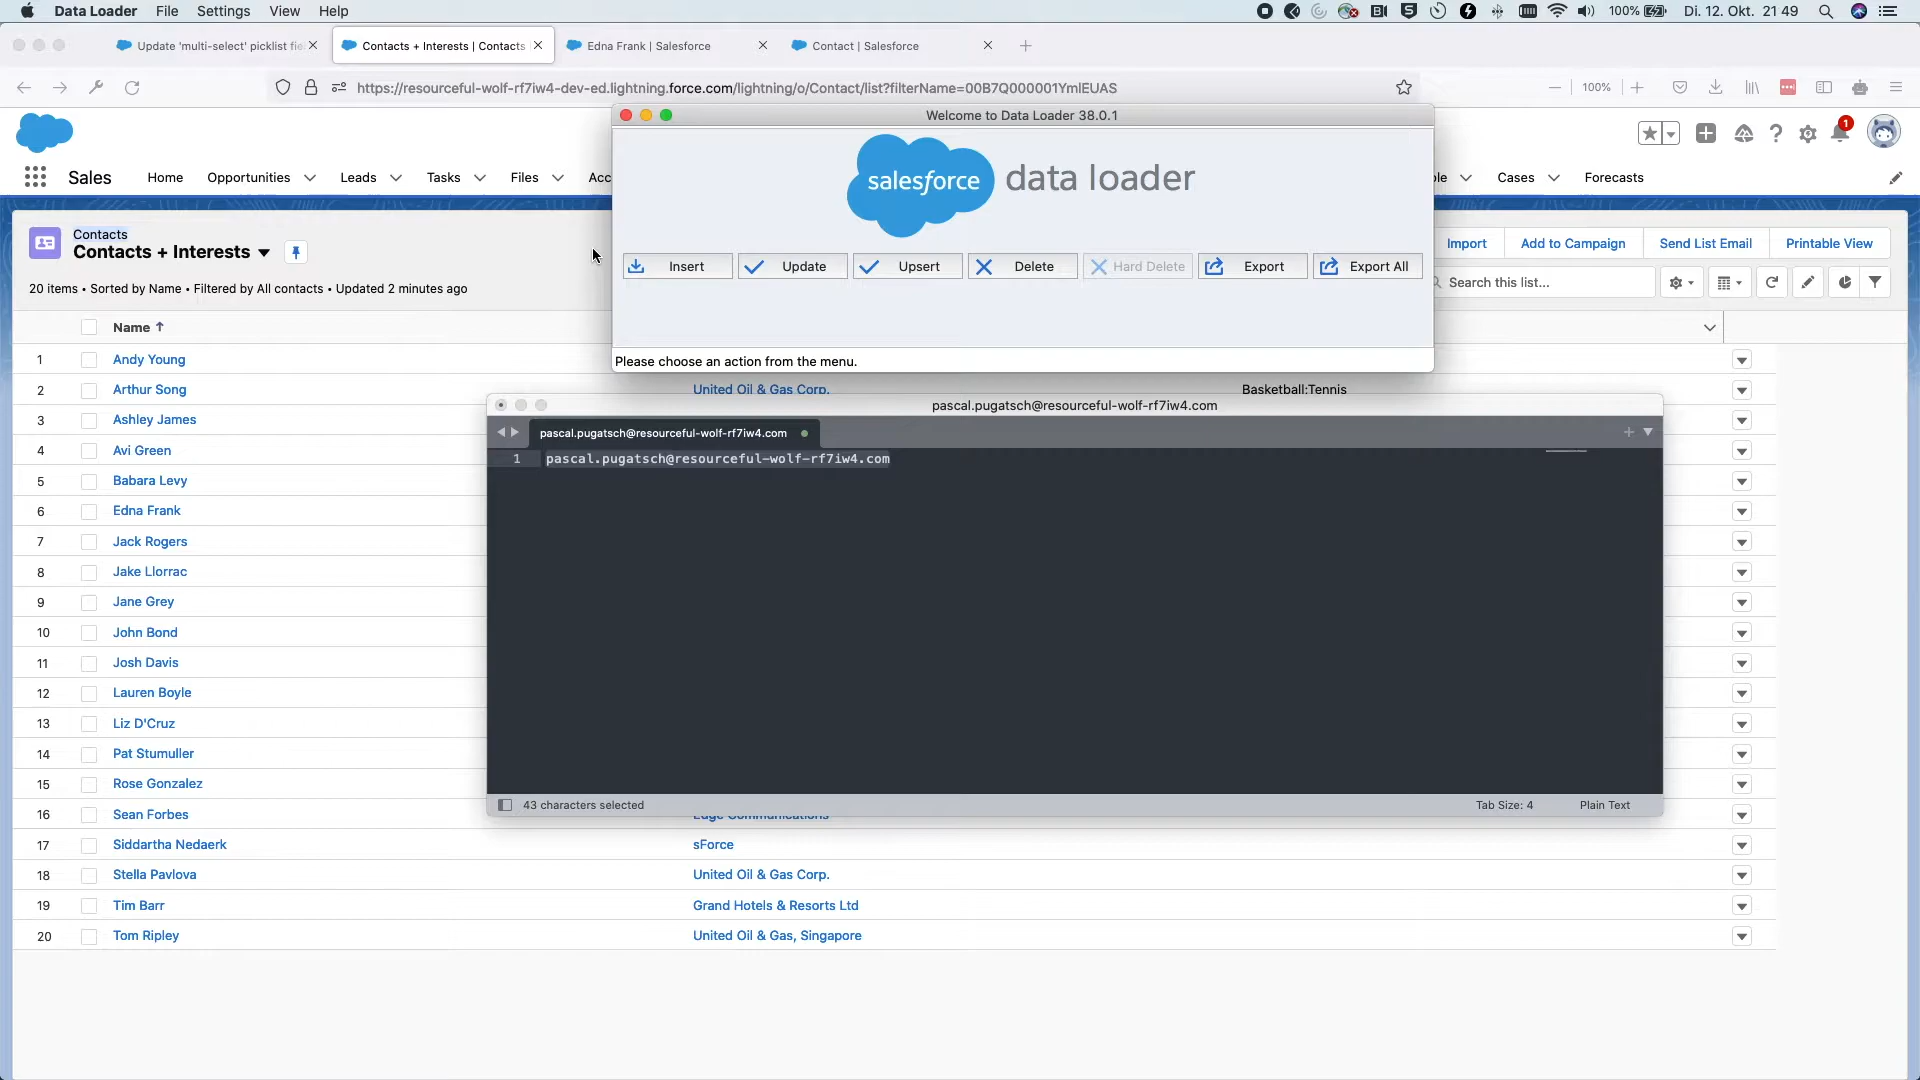 Data Loader File Settings View Help 100% Di. 12. Okt. 21 49
Update 'multi-select' picklist fie Contacts + Interests | Contacts Edna Frank | Salesforce Contact | Salesforce
https://resourceful-wolf-rf7iw4-dev-ed.lightning.force.com/lightning/o/Contact/list?filterName=00B7Q000001YmlEUAS 100%
Welcome to Data Loader 38.0.1
salesforce data loader
1
Sales Home Opportunities Leads Tasks Files Acc ple Cases Forecasts
Contacts
Contacts + Interests
Import Add to Campaign Send List Email Printable View
Insert Update Upsert Delete Hard Delete Export Export All
20 items • Sorted by Name • Filtered by All contacts • Updated 2 minutes ago
Search this list...
Name
Please choose an action from the menu.
1 Andy Young
2 Arthur Song United Oil & Gas Corp. Basketball;Tennis
pascal.pugatsch@resourceful-wolf-rf7iw4.com
pascal.pugatsch@resourceful-wolf-rf7iw4.com
1 pascal.pugatsch@resourceful-wolf-rf7iw4.com
3 Ashley James
4 Avi Green
5 Babara Levy
6 Edna Frank
7 Jack Rogers
8 Jake Llorrac
9 Jane Grey
10 John Bond
11 Josh Davis
12 Lauren Boyle
13 Liz D'Cruz
14 Pat Stumuller
15 Rose Gonzalez
43 characters selected Tab Size: 4 Plain Text
16 Sean Forbes Edge Communications
17 Siddartha Nedaerk sForce
18 Stella Pavlova United Oil & Gas Corp.
19 Tim Barr Grand Hotels & Resorts Ltd
20 Tom Ripley United Oil & Gas, Singapore